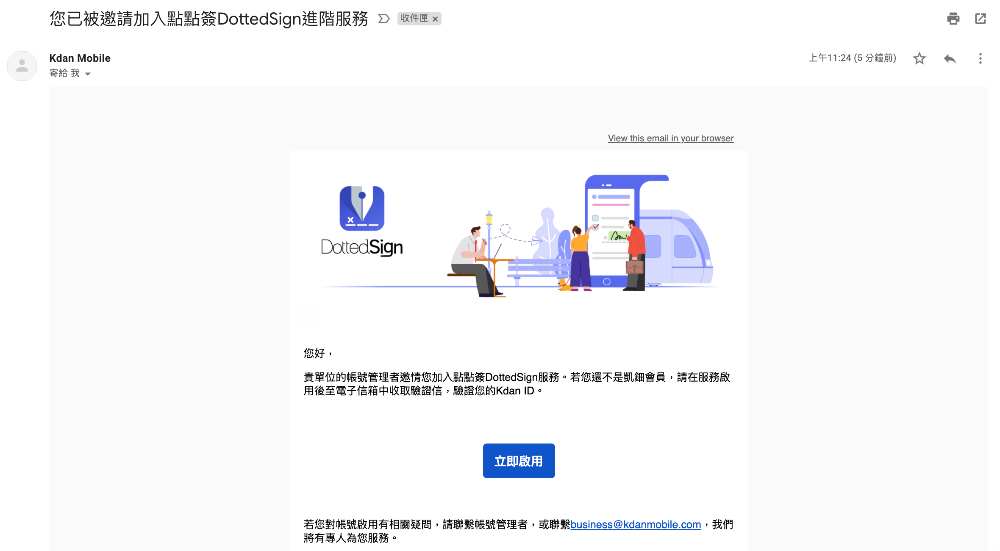 您已被邀請加入點點簽DottedSign進階服務
收件匣 ×
Kdan Mobile
上午11:24 (5 分鐘前)
寄給 我
View this email in your browser
DottedSign
您好，
貴單位的帳號管理者邀情您加入點點簽DottedSign服務。若您還不是凱鈿會員，請在服務啟
用後至電子信箱中收取驗證信，驗證您的Kdan ID。
立即啟用
若您對帳號啟用有相關疑問，請聯繫帳號管理者，或聯繫business@kdanmobile.com，我們
將有專人為您服務。